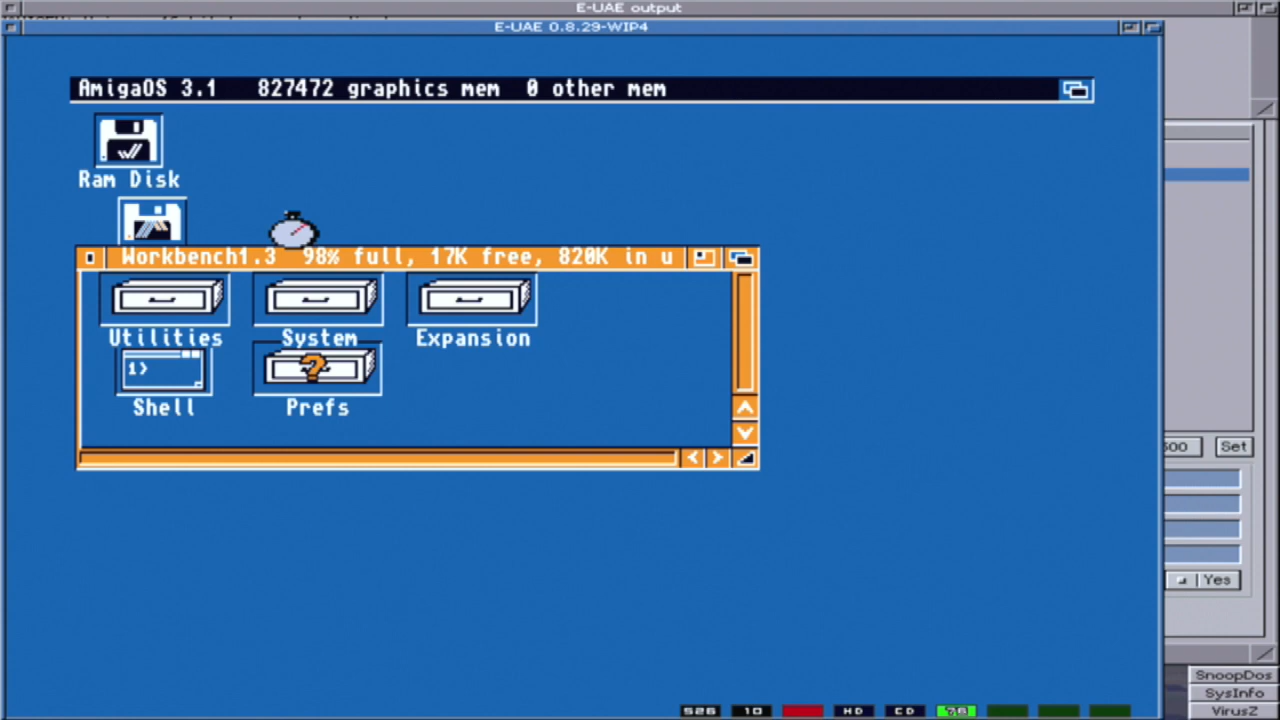 E-UAE output
E-UAE 0.8.29-WIP4
AmigaOS 3.1 827472 graphics mem 0 other mem
Ram Disk
Workbench1.3 98% full, 17K free, 820K in u
Utilities System Expansion
1>
Shell Prefs
Set
Yes
SnoopDos
SysInfo
VirusZ
526 10 HD CD